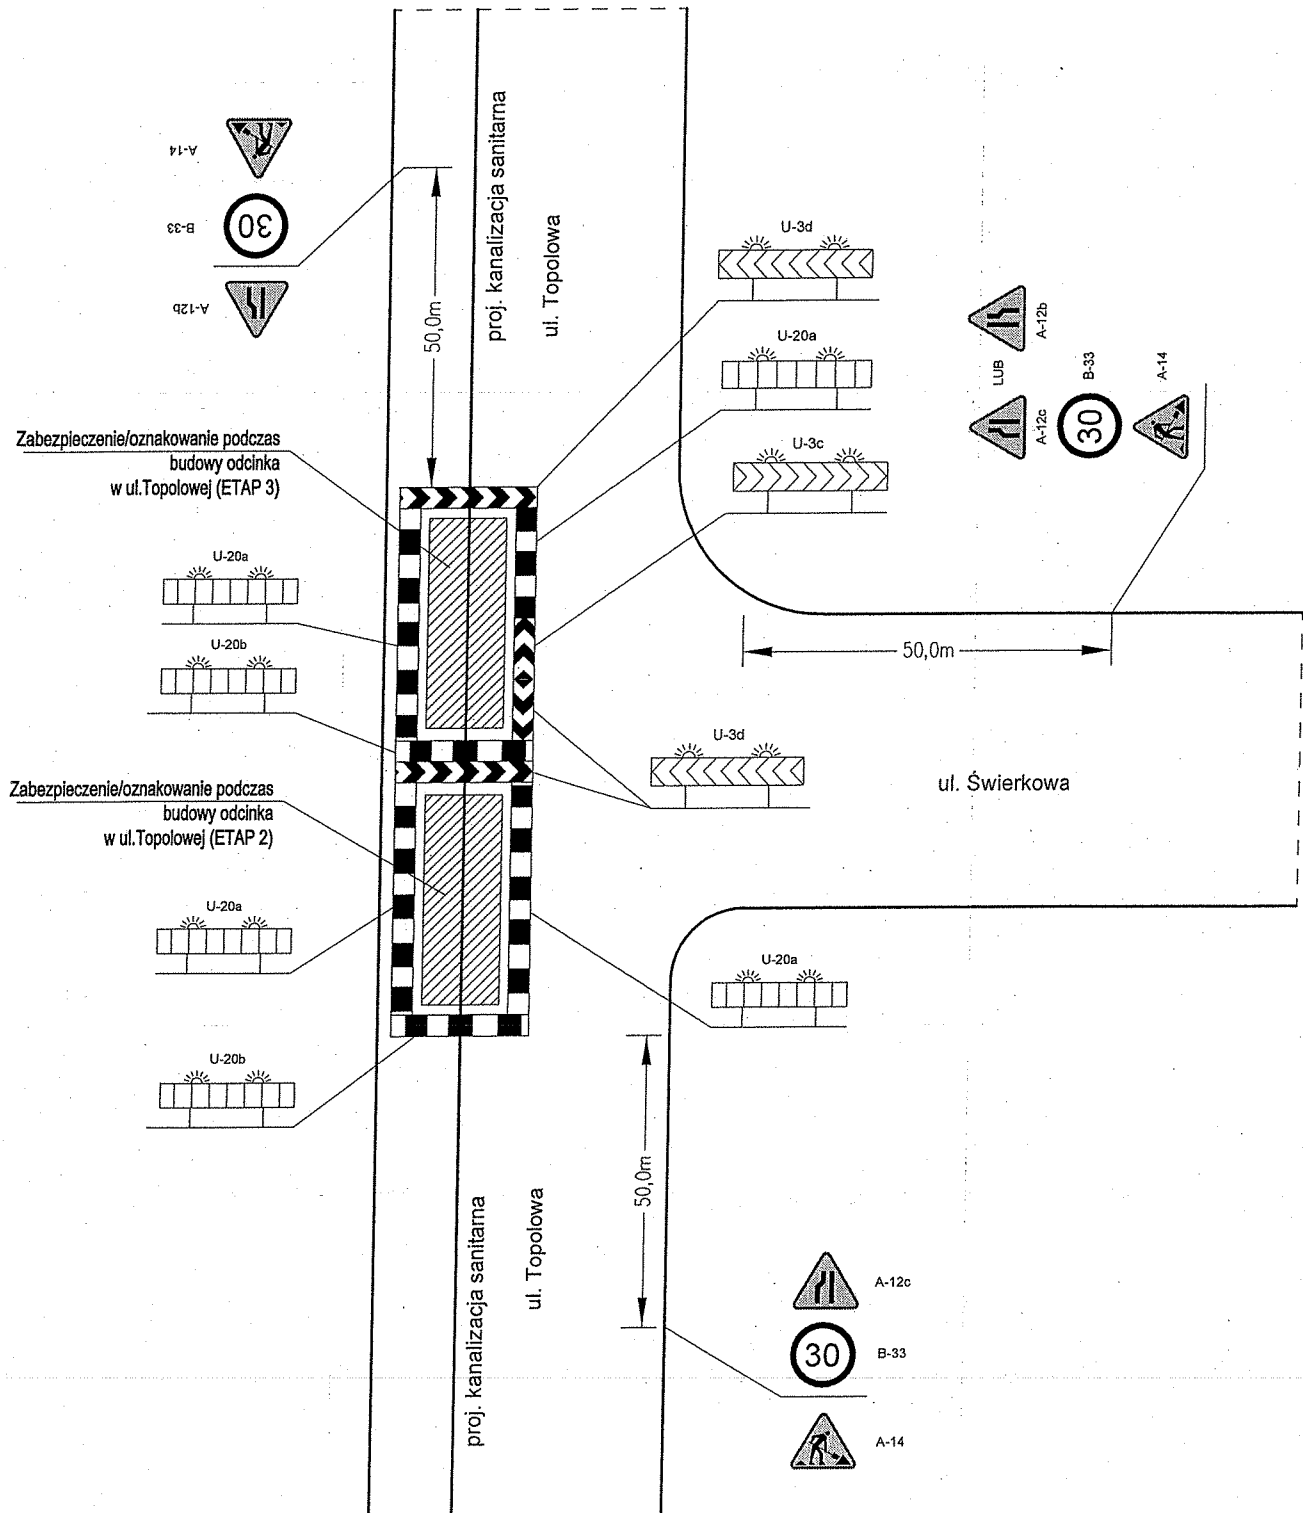 A-14
B-33
30
A-12b
50,0m
proj. kanalizacja sanitarna
ul. Topolowa
U-3d
U-20a
U-3c
A-12b
LUB
A-12c
B-33
30
A-14
Zabezpieczenie/oznakowanie podczas
budowy odcinka
w ul.Topolowej (ETAP 3)
U-20a
U-20b
50,0m
U-3d
ul. Świerkowa
Zabezpieczenie/oznakowanie podczas
budowy odcinka
w ul.Topolowej (ETAP 2)
U-20a
U-20a
U-20b
50,0m
proj. kanalizacja sanitarna
ul. Topolowa
A-12c
30
B-33
A-14